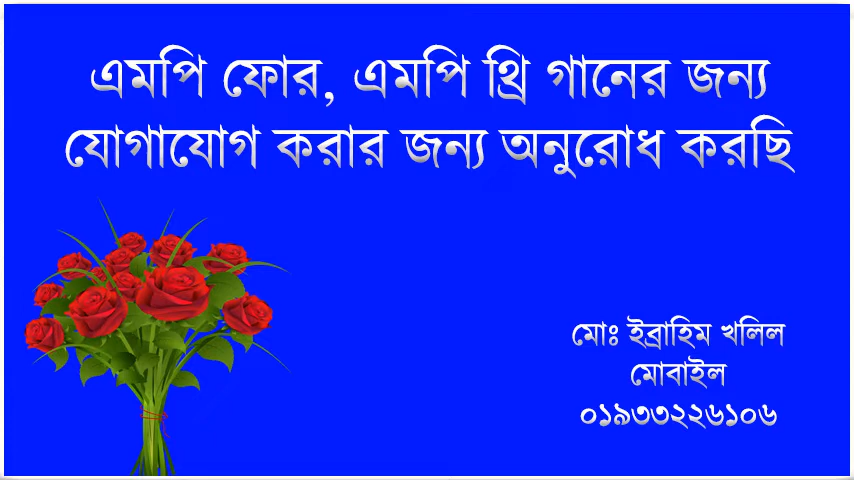 এমপি ফোর, এমপি থ্রি গানের জন্য
যোগাযোগ করার জন্য অনুরোধ করছি
মোঃ ইব্রাহিম খলিল
মোবাইল
০১৯৩৩২২৬১০৬